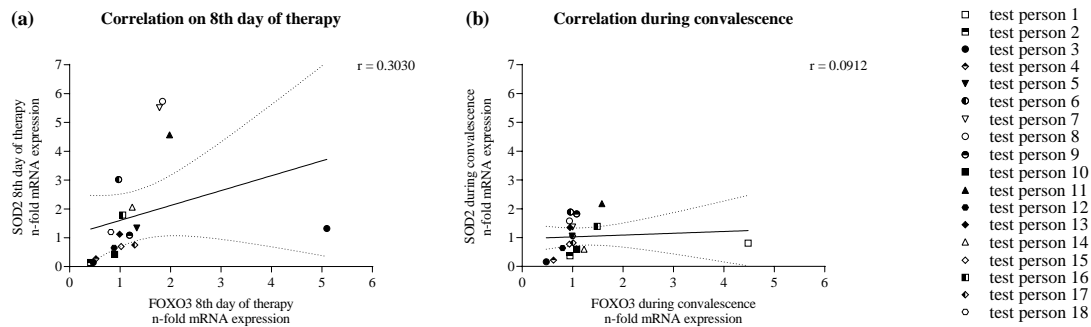 (a) Correlation on 8th day of therapy
r = 0.3030
SOD2 8th day of therapy
n-fold mRNA expression
7
6
5
4
3
2
1
0
0 1 2 3 4 5 6
FOXO3 8th day of therapy
n-fold mRNA expression
(b) Correlation during convalescence
r = 0.0912
SOD2 during convalescence
n-fold mRNA expression
7
6
5
4
3
2
1
0
0 1 2 3 4 5 6
FOXO3 during convalescence
n-fold mRNA expression
test person 1
test person 2
test person 3
test person 4
test person 5
test person 6
test person 7
test person 8
test person 9
test person 10
test person 11
test person 12
test person 13
test person 14
test person 15
test person 16
test person 17
test person 18